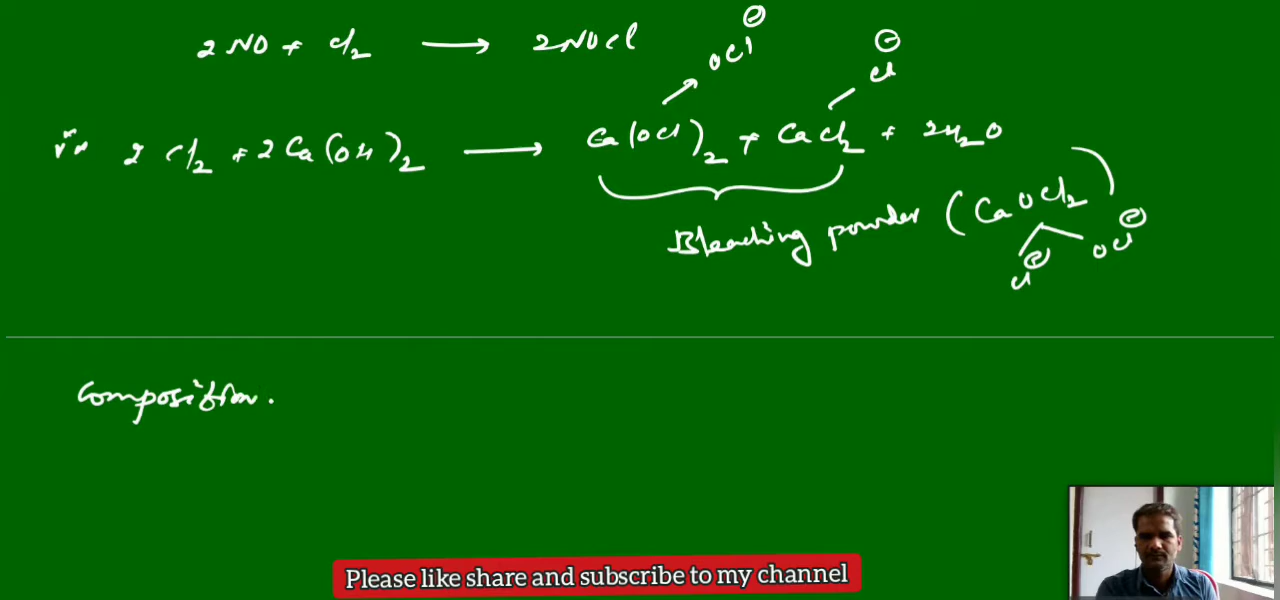 2NO + Cl2 → 2NOCl
OCl⊖
Cl⊖
2Cl2 + 2Ca(OH)2 → Ca(OCl)2 + CaCl2 + 2H2O
Bleaching powder (CaOCl2)
Cl⊖ OCl⊖
Composition.
Please like share and subscribe to my channel